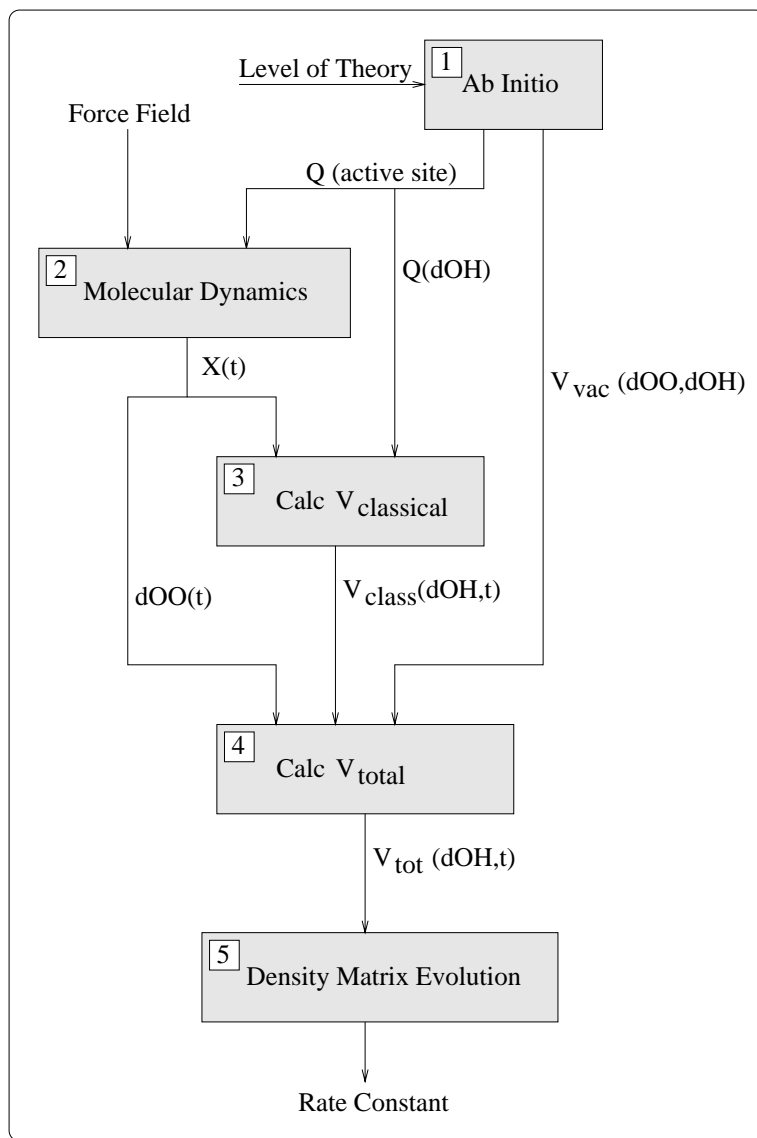 1
Level of Theory
Ab Initio
Force Field
Q (active site)
2
Molecular Dynamics
Q(dOH)
X(t)
V vac (dOO,dOH)
3
Calc V classical
dOO(t)
V class(dOH,t)
4
Calc V total
V tot (dOH,t)
5
Density Matrix Evolution
Rate Constant